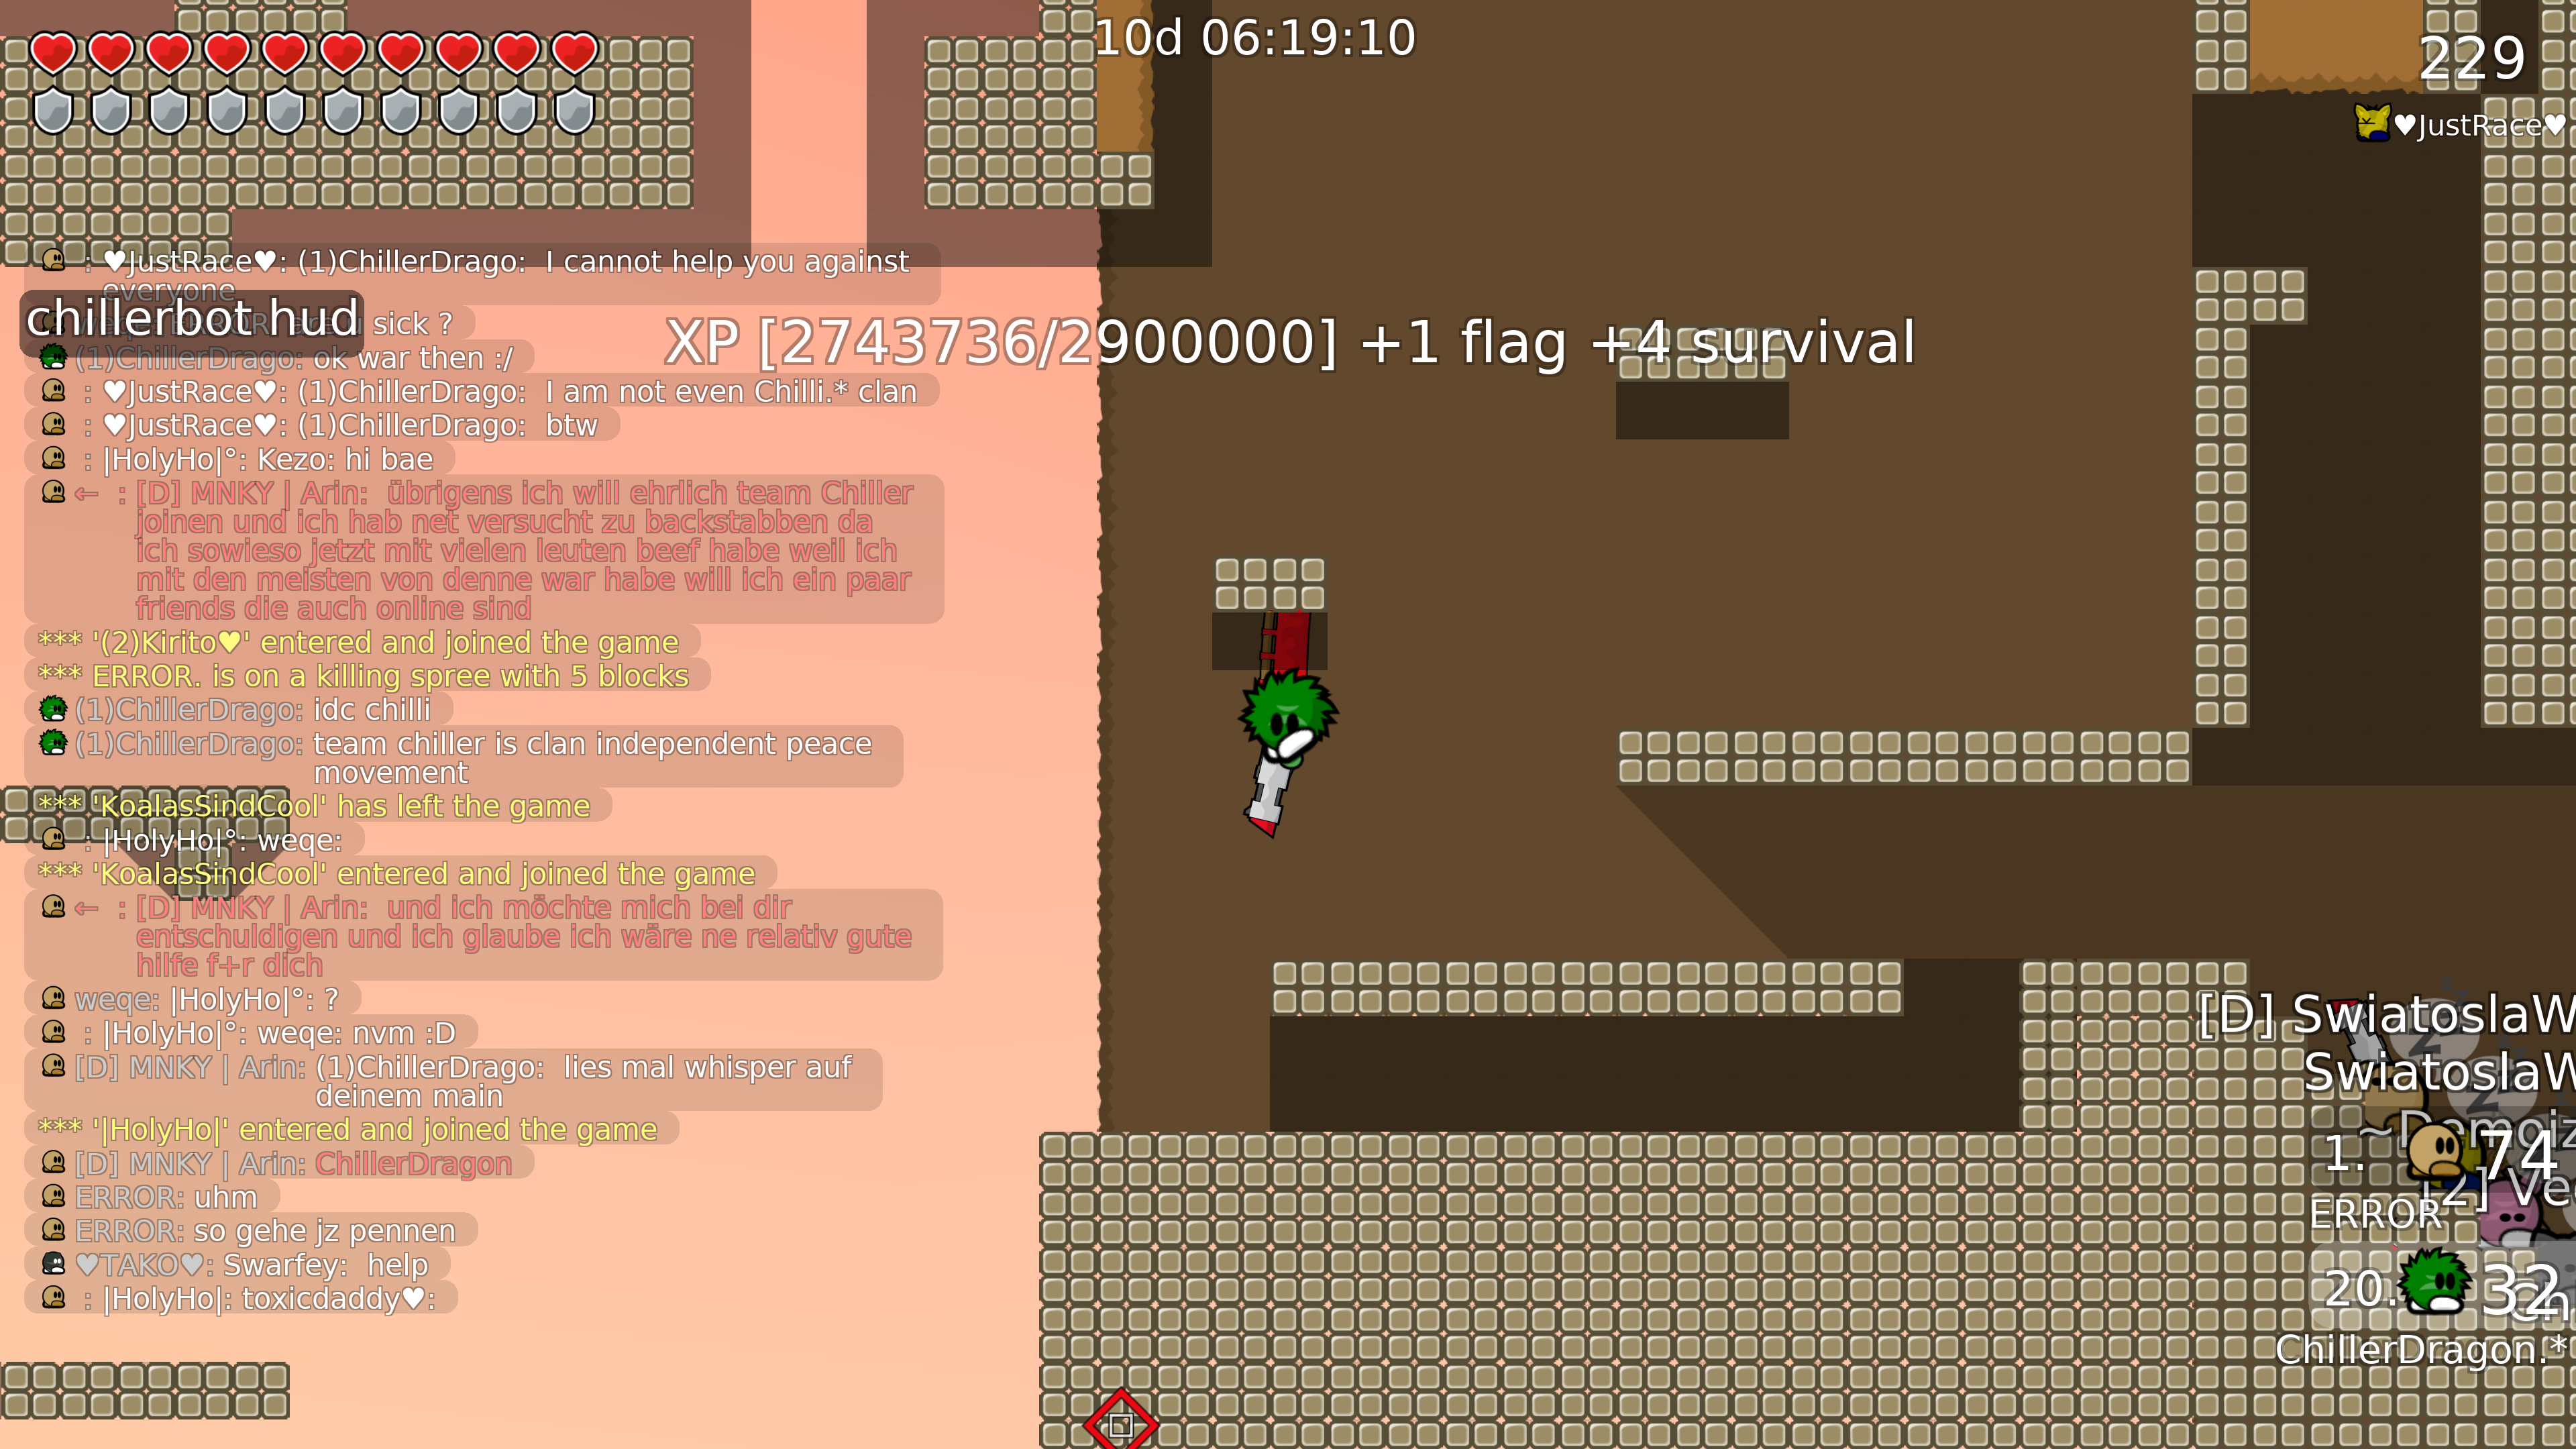 10d 06:19:10
229
♥JustRace♥
: ♥JustRace♥: (1)ChillerDrago: I cannot help you against
everyone
chillerbot hud
sick ?
XP [2743736/2900000] +1 flag +4 survival
(1)ChillerDrago: ok war then :/
: ♥JustRace♥: (1)ChillerDrago: I am not even Chilli.* clan
: ♥JustRace♥: (1)ChillerDrago: btw
: |HolyHo|°: Kezo: hi bae
← : [D] MNKY | Arin: übrigens ich will ehrlich team Chiller
joinen und ich hab net versucht zu backstabben da
ich sowieso jetzt mit vielen leuten beef habe weil ich
mit den meisten von denne war habe will ich ein paar
friends die auch online sind
*** '(2)Kirito♥' entered and joined the game
*** ERROR. is on a killing spree with 5 blocks
(1)ChillerDrago: idc chilli
(1)ChillerDrago: team chiller is clan independent peace
movement
*** 'KoalasSindCool' has left the game
: |HolyHo|°: weqe:
*** 'KoalasSindCool' entered and joined the game
← : [D] MNKY | Arin: und ich möchte mich bei dir
entschuldigen und ich glaube ich wäre ne relativ gute
hilfe f+r dich
weqe: |HolyHo|°: ?
: |HolyHo|°: weqe: nvm :D
[D] MNKY | Arin: (1)ChillerDrago: lies mal whisper auf
deinem main
*** '|HolyHo|' entered and joined the game
[D] MNKY | Arin: ChillerDragon
ERROR: uhm
ERROR: so gehe jz pennen
♥TAKO♥: Swarfey: help
: |HolyHo|: toxicdaddy♥:
[D] SwiatoslaW
SwiatoslaW
1. 74
ERROR
20. 32
ChillerDragon.*